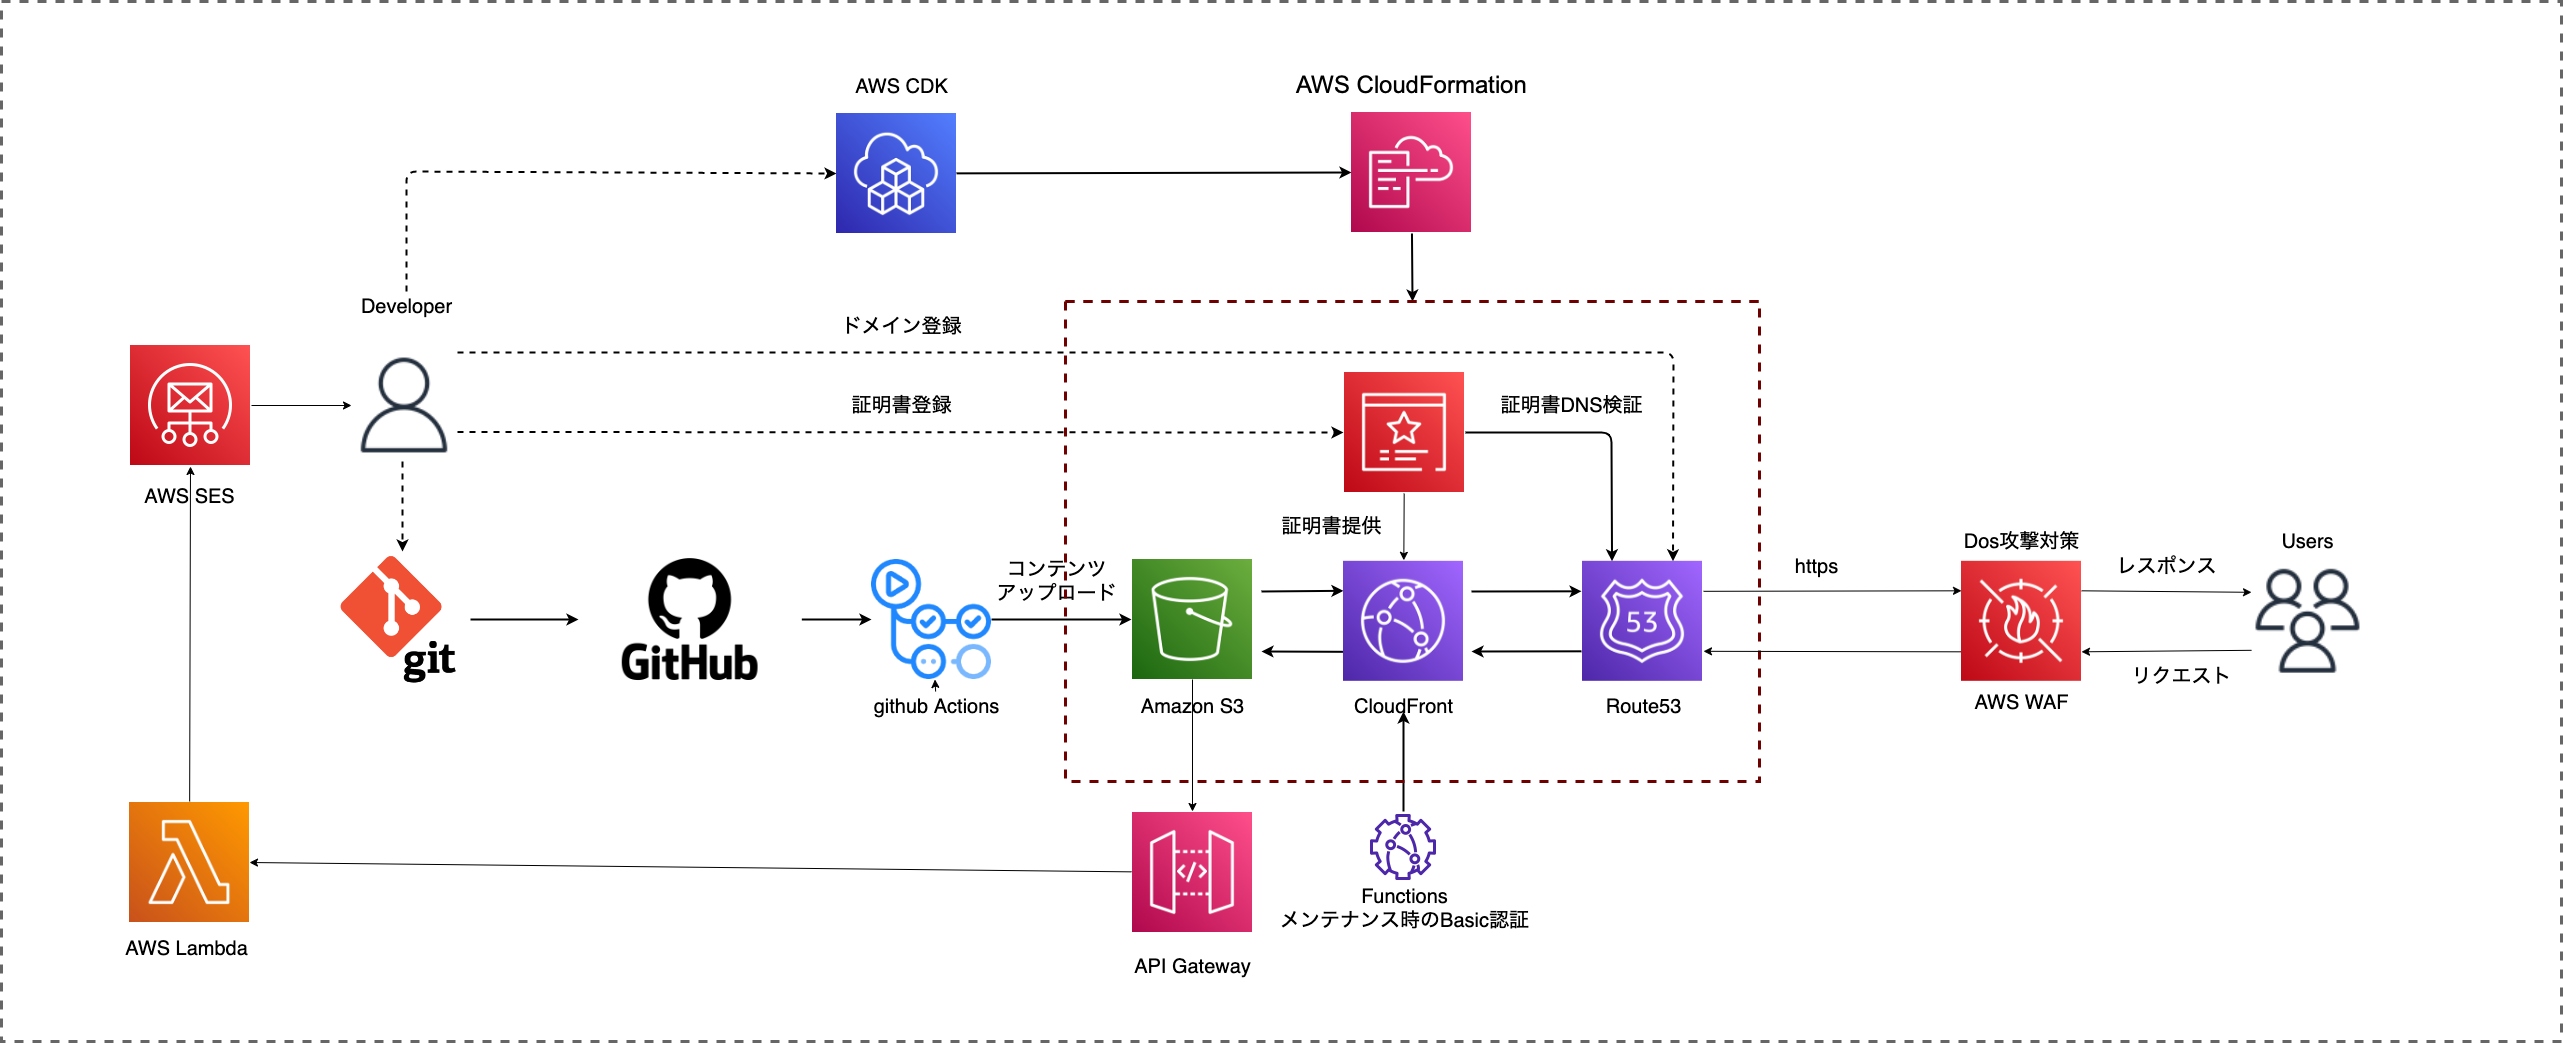 AWS CDK
AWS CloudFormation
Developer
ドメイン登録
証明書登録
証明書DNS検証
AWS SES
証明書提供
Dos攻撃対策
Users
https
レスポンス
コンテンツ
アップロード
53
git
GitHub
リクエスト
github Actions
Amazon S3
CloudFront
Route53
AWS WAF
</>
Functions
メンテナンス時のBasic認証
AWS Lambda
API Gateway